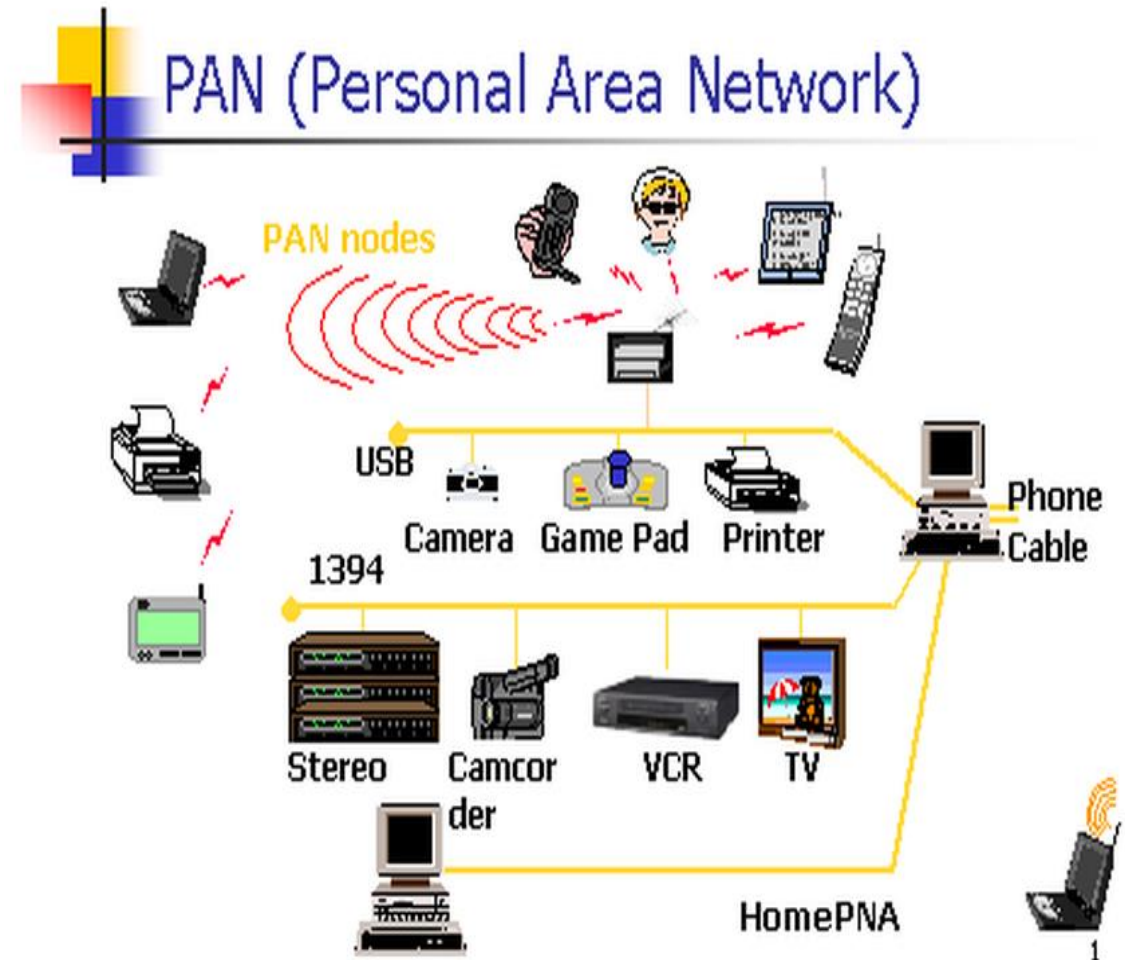 PAN (Personal Area Network)
PAN nodes
USB
Camera
Game Pad
Printer
Phone
Cable
1394
Stereo
Camcor
der
VCR
TV
HomePNA
1